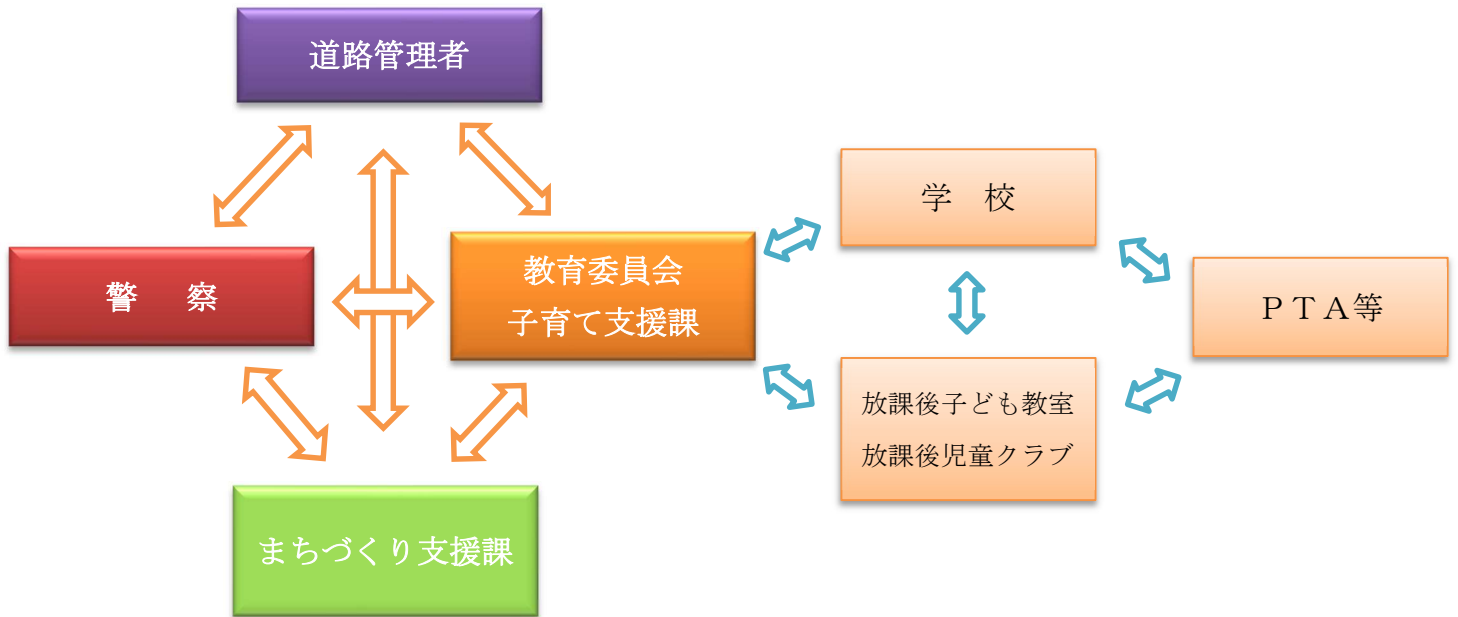 道路管理者
警　察
教育委員会
子育て支援課
まちづくり支援課
学　校
放課後子ども教室
放課後児童クラブ
ＰＴＡ等